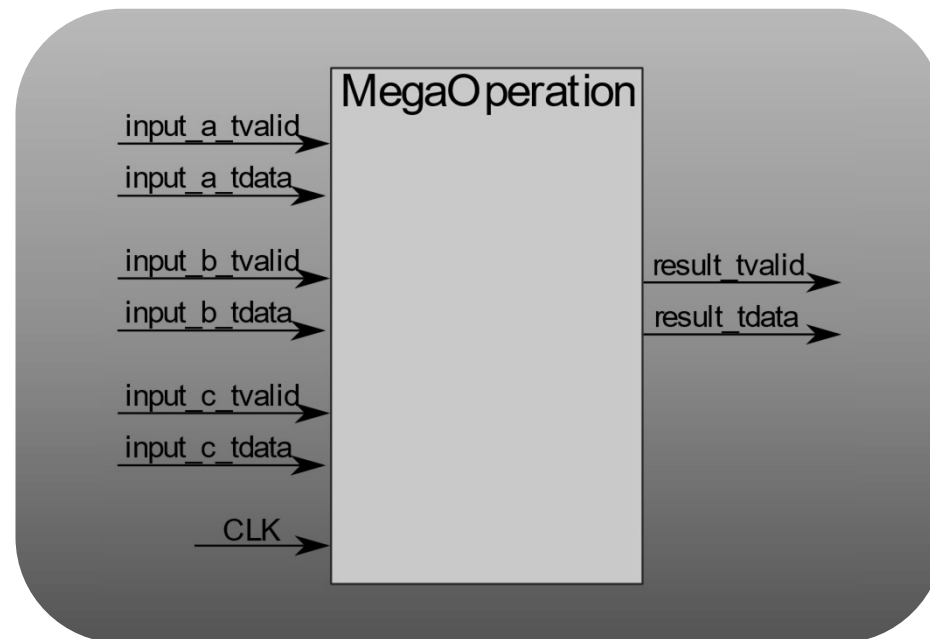 MegaOperation
input_a_tvalid
input_a_tdata
input_b_tvalid
input_b_tdata
input_c_tvalid
input_c_tdata
CLK
result_tvalid
result_tdata